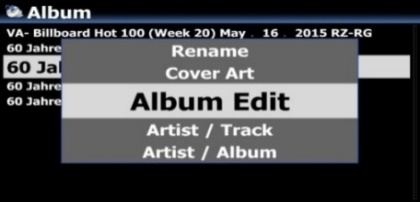 Album
VA- Billboard Hot 100 (Week 20) May . 16 . 2015 RZ-RG
60 Jahre
Rename
Cover Art
60 Ja
Album Edit
60 Jahre
60 Jahre
Artist / Track
Artist / Album